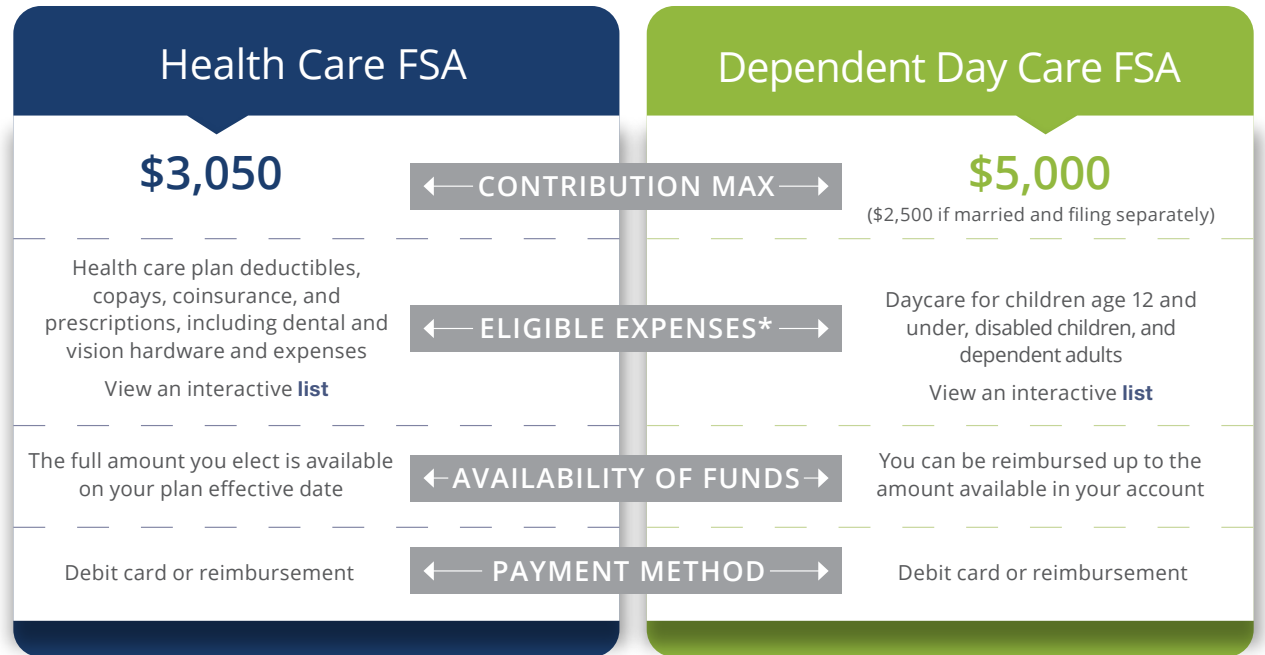 Health Care FSA
Dependent Day Care FSA
$3,050
CONTRIBUTION MAX
$5,000
($2,500 if married and filing separately)
Health care plan deductibles,
copays, coinsurance, and
prescriptions, including dental and
vision hardware and expenses
View an interactive list
ELIGIBLE EXPENSES*
Daycare for children age 12 and
under, disabled children, and
dependent adults
View an interactive list
The full amount you elect is available
on your plan effective date
AVAILABILITY OF FUNDS
You can be reimbursed up to the
amount available in your account
Debit card or reimbursement
PAYMENT METHOD
Debit card or reimbursement